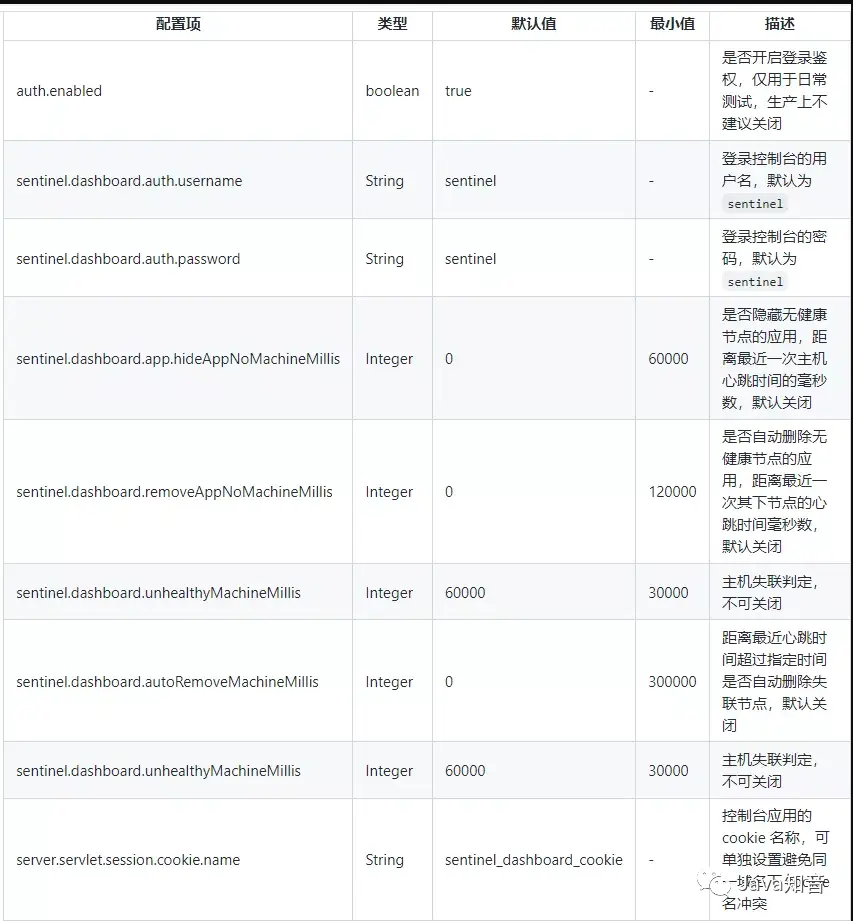 配置项 类型 默认值 最小值 描述
auth.enabled boolean true - 是否开启登录鉴
权，仅用于日常
测试，生产上不
建议关闭
sentinel.dashboard.auth.username String sentinel - 登录控制台的用
户名，默认为
sentinel
sentinel.dashboard.auth.password String sentinel - 登录控制台的密
码，默认为
sentinel
sentinel.dashboard.app.hideAppNoMachineMillis Integer 0 60000 是否隐藏无健康
节点的应用，距
离最近一次主机
心跳时间的毫秒
数，默认关闭
sentinel.dashboard.removeAppNoMachineMillis Integer 0 120000 是否自动删除无
健康节点的应
用，距离最近一
次其下节点的心
跳时间毫秒数，
默认关闭
sentinel.dashboard.unhealthyMachineMillis Integer 60000 30000 主机失联判定，
不可关闭
sentinel.dashboard.autoRemoveMachineMillis Integer 0 300000 距离最近心跳时
间超过指定时间
是否自动删除失
联节点，默认关
闭
sentinel.dashboard.unhealthyMachineMillis Integer 60000 30000 主机失联判定，
不可关闭
server.servlet.session.cookie.name String sentinel_dashboard_cookie - 控制台应用的
cookie 名称，可
单独设置避免同
一域名下
名冲突
Java知音